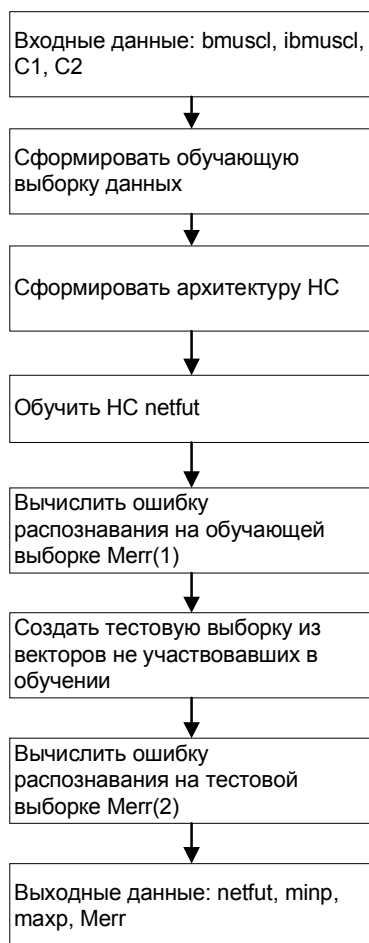 Входные данные: bmuscl, ibmuscl,
C1, C2
Сформировать обучающую
выборку данных
Сформировать архитектуру НС
Обучить НС netfut
Вычислить ошибку
распознавания на обучающей
выборке Merr(1)
Создать тестовую выборку из
векторов не участвовавших в
обучении
Вычислить ошибку
распознавания на тестовой
выборке Merr(2)
Выходные данные: netfut, minp,
maxp, Merr